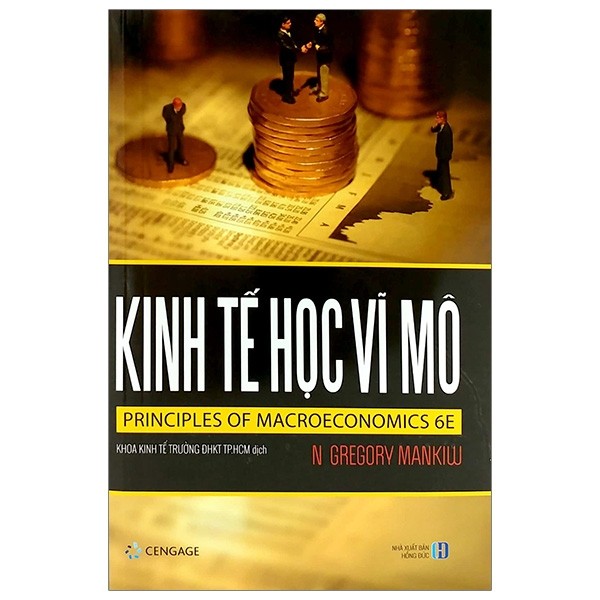 KINH TẾ HỌC VĨ MÔ
PRINCIPLES OF MACROECONOMICS 6E
KHOA KINH TẾ TRƯỜNG ĐHKT TP.HCM dịch
N GREGORY MANKIW
CENGAGE
NHÀ XUẤT BẢN
HỒNG ĐỨC